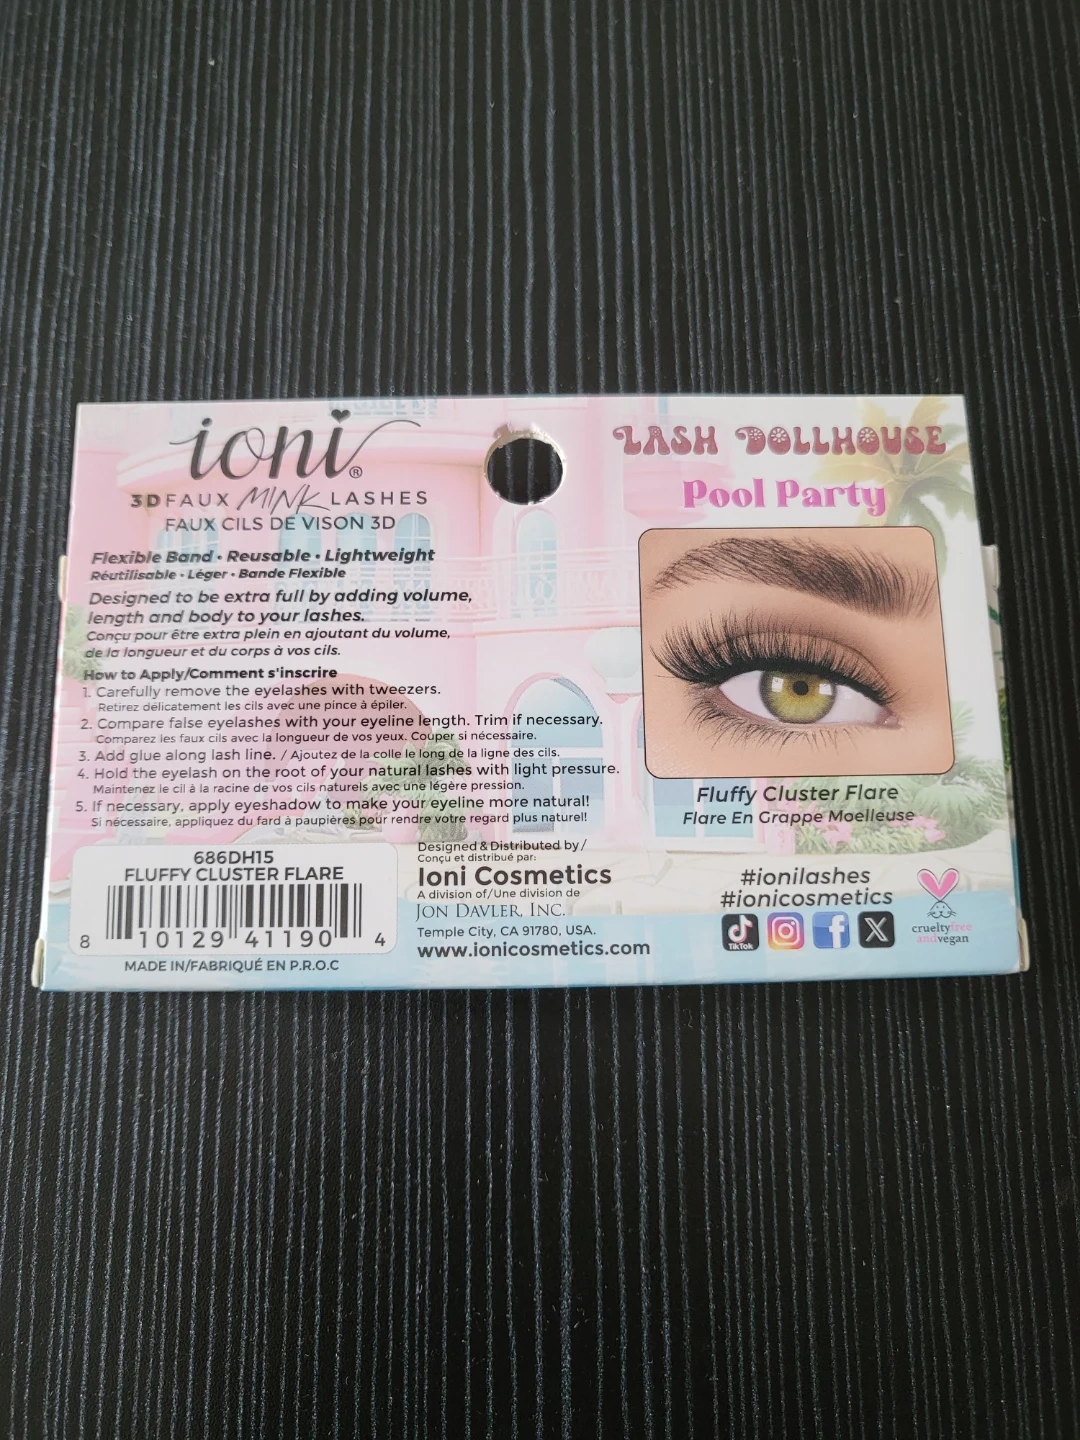 ioni®
3D FAUX MINK LASHES
FAUX CILS DE VISON 3D
Flexible Band • Reusable • Lightweight
Réutilisable • Léger • Bande Flexible
Designed to be extra full by adding volume,
length and body to your lashes.
Conçu pour être extra plein en ajoutant du volume,
de la longueur et du corps à vos cils.
How to Apply/Comment s'inscrire
1. Carefully remove the eyelashes with tweezers.
Retirez délicatement les cils avec une pince à épiler.
2. Compare false eyelashes with your eyeline length. Trim if necessary.
Comparez les faux cils avec la longueur de vos yeux. Couper si nécessaire.
3. Add glue along lash line. / Ajoutez de la colle le long de la ligne des cils.
4. Hold the eyelash on the root of your natural lashes with light pressure.
Maintenez le cil à la racine de vos cils naturels avec une légère pression.
5. If necessary, apply eyeshadow to make your eyeline more natural!
Si nécessaire, appliquez du fard à paupières pour rendre votre regard plus naturel!
686DH15
FLUFFY CLUSTER FLARE
8 10129 41190 4
MADE IN/FABRIQUÉ EN P.R.O.C
Designed & Distributed by/
Conçu et distribué par:
Ioni Cosmetics
A division of/Une division de
JON DAVLER, INC.
Temple City, CA 91780, USA.
www.ionicosmetics.com
LASH DOLLHOUSE
Pool Party
Fluffy Cluster Flare
Flare En Grappe Moelleuse
#ionilashes
#ionicosmetics
TikTok
crueltyfree
andvegan